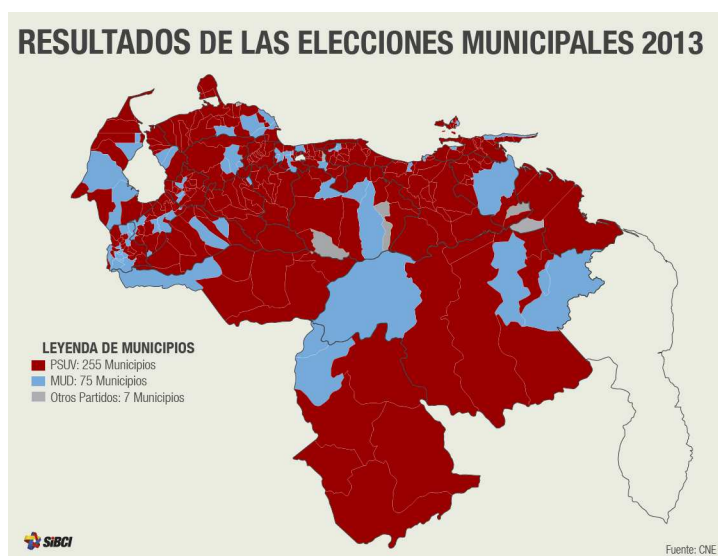 RESULTADOS DE LAS ELECCIONES MUNICIPALES 2013
LEYENDA DE MUNICIPIOS
PSUV: 255 Municipios
MUD: 75 Municipios
Otros Partidos: 7 Municipios
SiBCI
Fuente: CNE